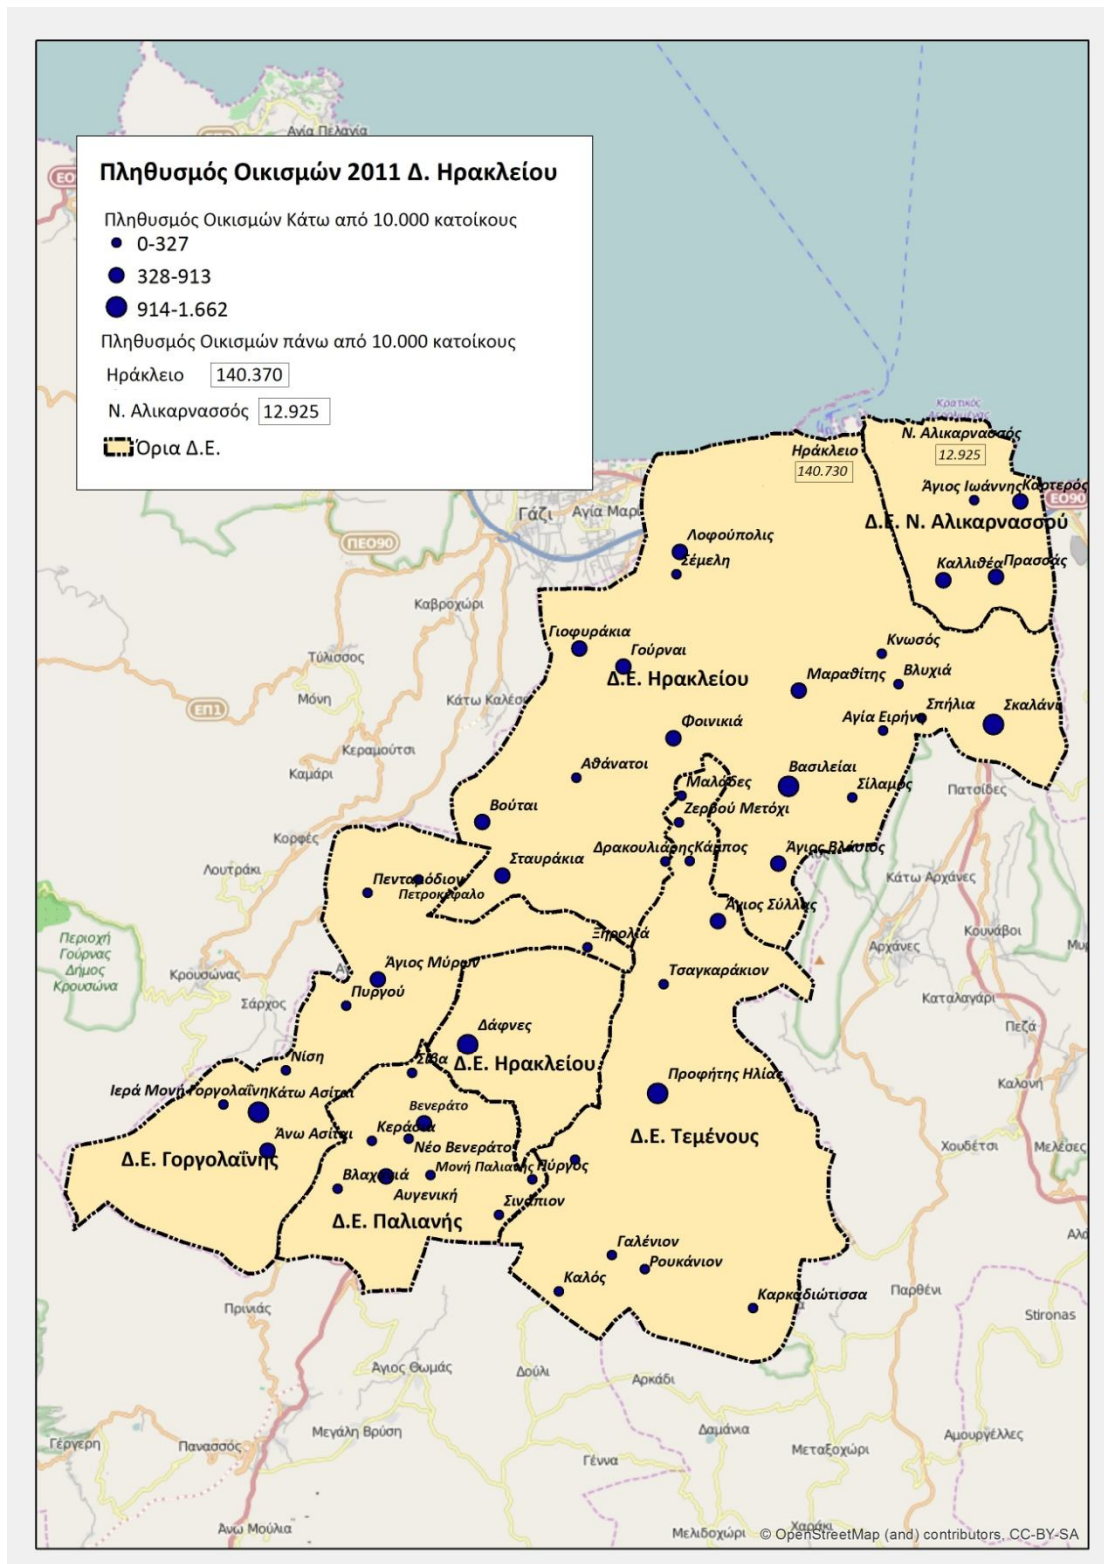 Αγία Πελαγία
Πληθυσμός Οικισμών 2011 Δ. Ηρακλείου
Πληθυσμός Οικισμών Κάτω από 10.000 κατοίκους
0-327
328-913
914-1.662
Πληθυσμός Οικισμών πάνω από 10.000 κατοίκους
Ηράκλειο 140.370
Ν. Αλικαρνασσός 12.925
Όρια Δ.Ε.
Κρατικός
Ν. Αλικαρνασσός
12.925
Ηράκλειο
140.730
Άγιος Ιωάννης Καρτερός
ΕΟ90
Γάζι Αγία Μαρ
Δ.Ε. Ν. Αλικαρνασσού
ΠΕΟ90
Λοφούπολις
Σέμελη
Καλλιθέα Πρασσάς
Καβροχώρι
Γιοφυράκια
Κνωσός
Τύλισσος
Γούρναι
Δ.Ε. Ηρακλείου
Μαραθίτης
Βλυχιά
Μόνη
Κάτω Καλέσα
ΕΠ1
Σπήλια
Σκαλάνι
Φοινικιά
Αγία Ειρήνη
Κεραμούτσι
Καμάρι
Αθάνατοι
Βασιλείαι
Μαλάδες
Σίλαμος
Πατσίδες
Βούται
Ζερβού Μετόχι
Κορφές
Δρακουλιάρης Κάμπος
Άγιος Βλάσιος
Σταυράκια
Λουτράκι
Κάτω Αρχάνες
Πενταμόδιον
Πετροκέφαλο
Άγιος Σύλλας
Περιοχή
Γούρνας
Δήμος
Κρουσώνα
Ξηρολιά
Κουνάβοι
Αρχάνες
Άγιος Μύρων
Κρουσώνας
Τσαγκαράκιον
Πυργού
Σάρχος
Καταλαγάρι
Δάφνες
Πεζά
Νίση
Σίβα
Δ.Ε. Ηρακλείου
Προφήτης Ηλίας
Καλονή
Ιερά Μονή Γοργολαΐνη Κάτω Ασίται
Βενεράτο
Άνω Ασίται
Κεράσια
Δ.Ε. Τεμένους
Νέο Βενεράτο
Χουδέτσι
Μελέσες
Δ.Ε. Γοργολαΐνης
Βλαχιανά
Μονή Παλιανής Πύργος
Αυγενική
Σινάπιον
Δ.Ε. Παλιανής
Γαλένιον
Ρουκάνιον
Καλός
Καρκαδιώτισσα
Παρθένι
Πρινιάς
Stironas
Άγιος Θωμάς
Δούλι
Αρκάδι
Μεγάλη Βρύση
Δαμάνια
Γέργερη
Πανασσός
Μεταξοχώρι
Αμουργέλλες
Γέννα
Άνω Μούλια
Μελιδοχώρι
Χαράκι
© OpenStreetMap (and) contributors, CC-BY-SA